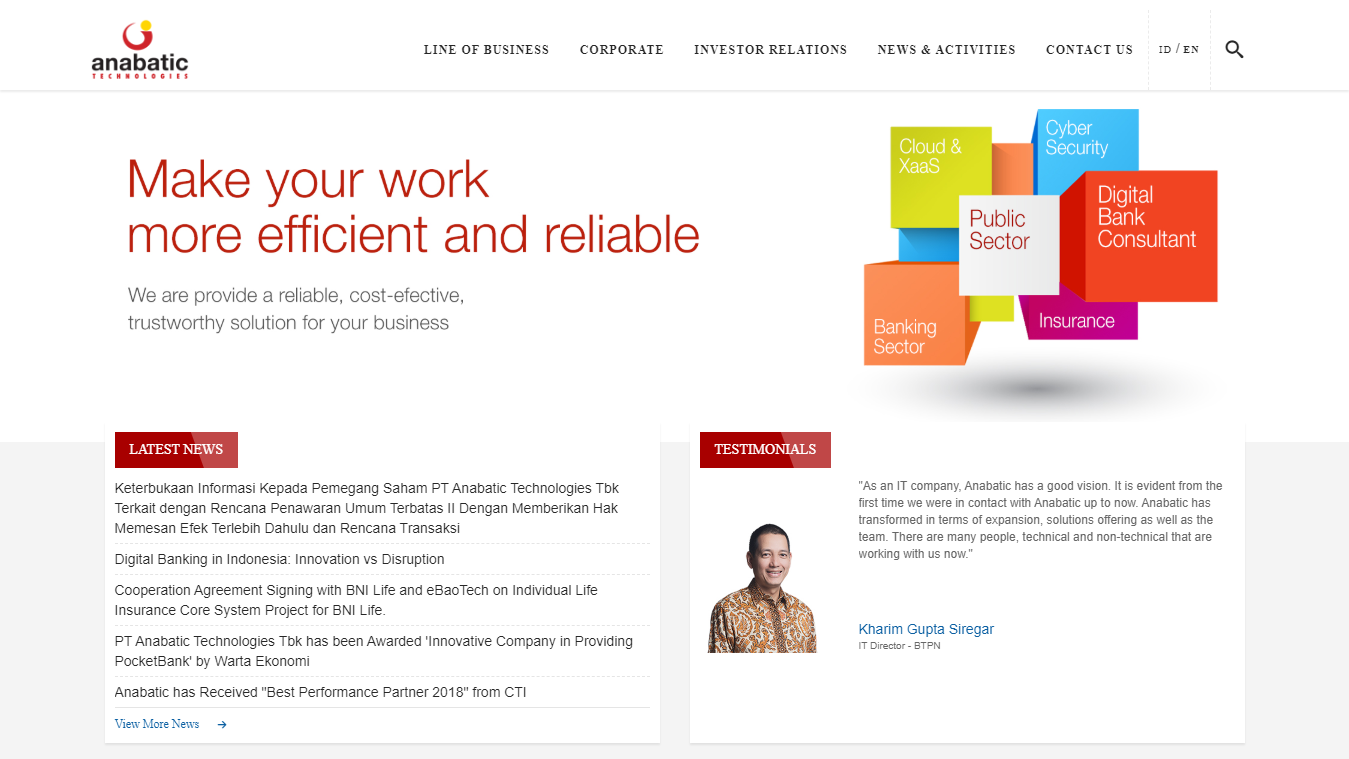 anabatic
TECHNOLOGIES
LINE OF BUSINESS
CORPORATE
INVESTOR RELATIONS
NEWS & ACTIVITIES
CONTACT US
ID / EN
Make your work
more efficient and reliable
We are provide a reliable, cost-efective,
trustworthy solution for your business
Cloud &
XaaS
Cyber
Security
Public
Sector
Digital
Bank
Consultant
Banking
Sector
Insurance
LATEST NEWS
Keterbukaan Informasi Kepada Pemegang Saham PT Anabatic Technologies Tbk
Terkait dengan Rencana Penawaran Umum Terbatas II Dengan Memberikan Hak
Memesan Efek Terlebih Dahulu dan Rencana Transaksi
Digital Banking in Indonesia: Innovation vs Disruption
Cooperation Agreement Signing with BNI Life and eBaoTech on Individual Life
Insurance Core System Project for BNI Life.
PT Anabatic Technologies Tbk has been Awarded 'Innovative Company in Providing
PocketBank' by Warta Ekonomi
Anabatic has Received "Best Performance Partner 2018" from CTI
View More News
TESTIMONIALS
"As an IT company, Anabatic has a good vision. It is evident from the
first time we were in contact with Anabatic up to now. Anabatic has
transformed in terms of expansion, solutions offering as well as the
team. There are many people, technical and non-technical that are
working with us now."
Kharim Gupta Siregar
IT Director - BTPN